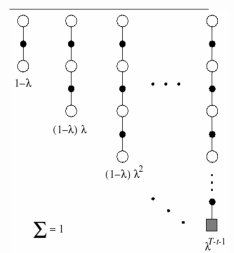 1−λ
(1−λ) λ
(1−λ) λ²
∑ = 1
λ^{T-t-1}